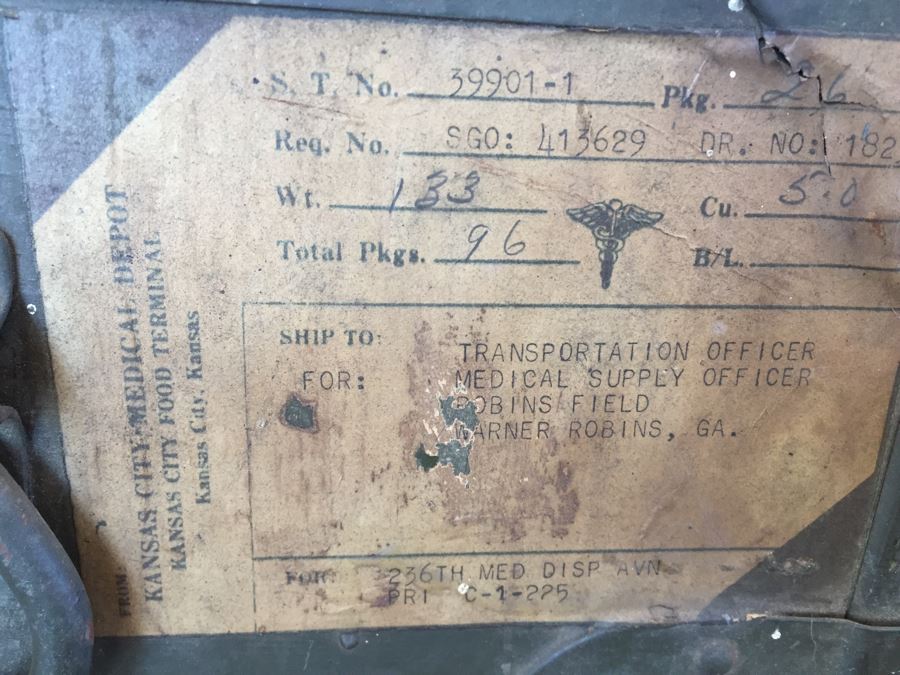 S. T. No. 39901-1 Pkg. 26
Req. No. SGO: 413629 DR. NO: 182
Wt. 133 Cu. 5.0
Total Pkgs. 96 B/L.
SHIP TO:
TRANSPORTATION OFFICER
FOR: MEDICAL SUPPLY OFFICER
ROBINS FIELD
WARNER ROBINS, GA.
FOR: 236TH MED DISP AVN
PRI C-1-225
FROM:
KANSAS CITY MEDICAL DEPOT
KANSAS CITY FOOD TERMINAL
Kansas City, Kansas